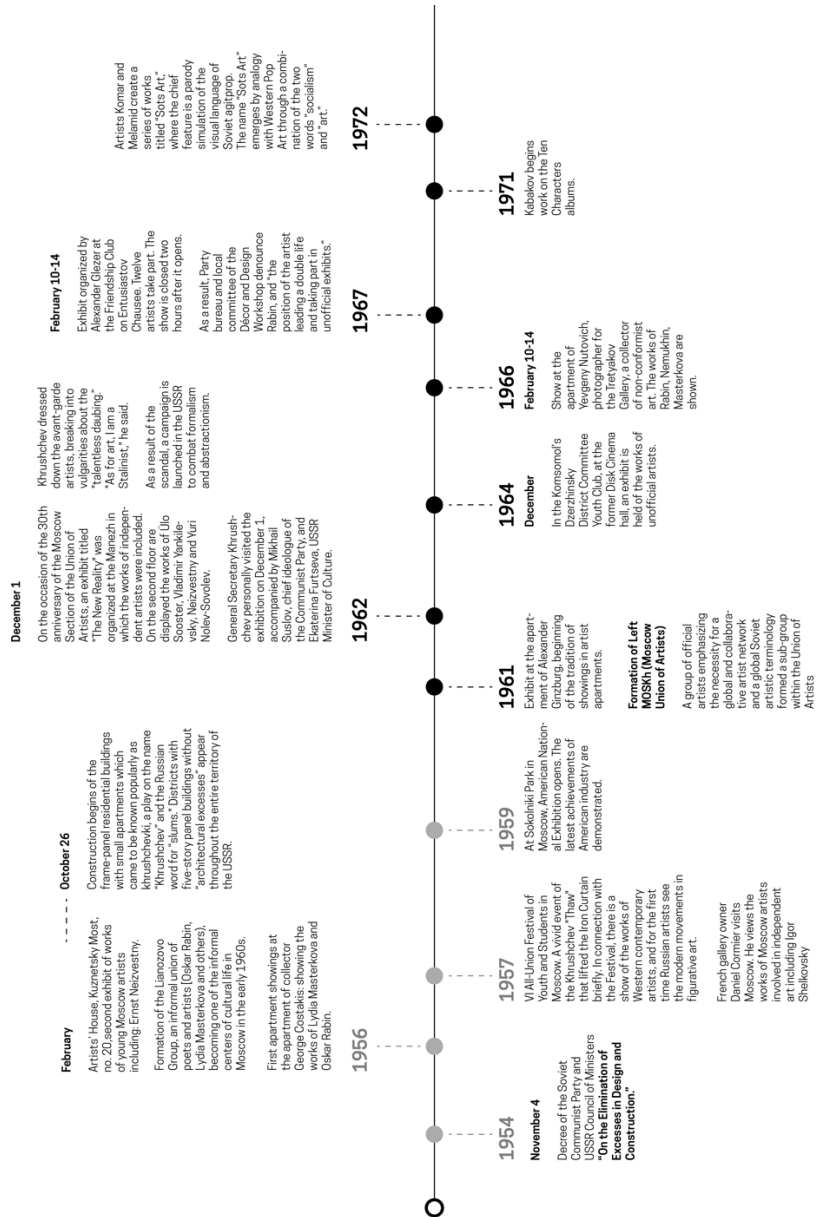 1954
November 4
Decree of the Soviet
Communist Party and
USSR Council of Ministers
“On the Elimination of
Excesses in Design and
Construction.”
1956
February
Artists’ House, Kuznetsky Most,
no. 20,second exhibit of works
of young Moscow artists
including: Ernst Neizvestny.
Formation of the Lianozovo
Group, an informal union of
poets and artists [Oskar Rabin,
Lydia Masterkova and others),
becoming one of the informal
centers of cultural life in
Moscow in the early 1960s.
First apartment showings at
the apartment of collector
George Costakis: showing the
works of Lydia Masterkova and
Oskar Rabin.
October 26
Construction begins of the
frame-panel residential buildings
with small apartments which
came to be known popularly as
khrushchevki, a play on the name
“Khrushchev” and the Russian
word for “slums.” Districts with
five-story panel buildings without
“architectural excesses” appear
throughout the entire territory of
the USSR.
1957
VI All-Union Festival of
Youth and Students in
Moscow. A vivid event of
the Khrushchev “Thaw”
that lifted the Iron Curtain
briefly. In connection with
the Festival, there is a
show of the works of
Western contemporary
artists, and for the first
time Russian artists see
the modern movements in
figurative art.
French gallery owner
Daniel Cormier visits
Moscow. He views the
works of Moscow artists
involved in independent
art including Igor
Shelkovsky
1959
At Sokolniki Park in
Moscow, American Nation-
al Exhibition opens. The
latest achievements of
American industry are
demonstrated.
1961
Exhibit at the apart-
ment of Alexander
Ginzburg, beginning
of the tradition of
showings in artist
apartments.
Formation of Left
MOSKh (Moscow
Union of Artists)
A group of official
artists emphasizing
the necessity for a
global and collabora-
tive artist network
and a global Soviet
artistic terminology
formed a sub-group
within the Union of
Artists
1962
December 1
On the occasion of the 30th
anniversary of the Moscow
Section of the Union of
Artists, an exhibit titled
“The New Reality” was
organized at the Manezh in
which the works of indepen-
dent artists were included.
On the second floor are
displayed the works of Ülo
Sooster, Vladimir Yankile-
vsky, Neizvestny and Yuri
Nolev-Sovolev.
General Secretary Khrush-
chev personally visited the
exhibition on December 1,
accompanied by Mikhail
Suslov, chief ideologue of
the Communist Party, and
Ekaterina Furtseva, USSR
Minister of Culture.
Khrushchev dressed
down the avant-garde
artists, breaking into
vulgarities about the
“talentless daubing.”
“As for art, I am a
Stalinist,” he said.
As a result of the
scandal, a campaign is
launched in the USSR
to combat formalism
and abstractionism.
1964
December
In the Komsomol’s
Dzerzhinsky
District Committee
Youth Club, at the
former Disk Cinema
hall, an exhibit is
held of the works of
unofficial artists.
1966
February 10-14
Show at the
apartment of
Yevgeny Nutovich,
photographer for
the Tretyakov
Gallery, a collector
of non-conformist
art. The works of
Rabin, Nemukhin,
Masterkova are
shown.
1967
February 10-14
Exhibit organized by
Alexander Glezer at
the Friendship Club
on Entusiastov
Chausee. Twelve
artists take part. The
show is closed two
hours after it opens.
As a result, Party
bureau and local
committee of the
Décor and Design
Workshop denounce
Rabin, and “the
position of the artist
leading a double life
and taking part in
unofficial exhibits.”
1971
Kabakov begins
work on the Ten
Characters
albums.
1972
Artists Komar and
Melamid create a
series of works
titled “Sots Art,”
where the chief
feature is a parody
simulation of the
visual language of
Soviet agitprop.
The name “Sots Art”
emerges by analogy
with Western Pop
Art through a combi-
nation of the two
words “socialism”
and “art.”